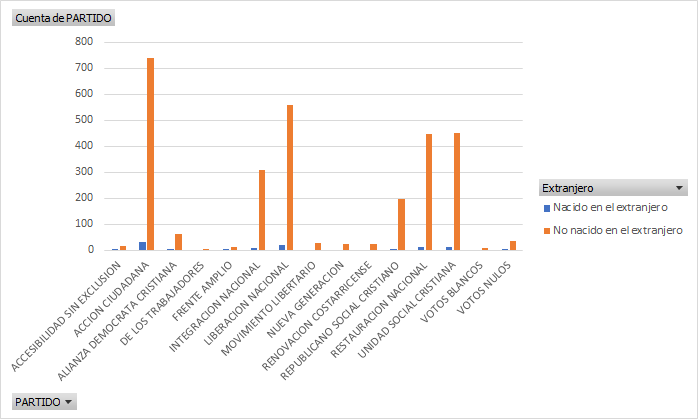 Cuenta de PARTIDO
800
700
600
500
400
300
200
100
0
ACCESIBILIDAD SIN EXCLUSION
ACCION CIUDADANA
ALIANZA DEMOCRATA CRISTIANA
DE LOS TRABAJADORES
FRENTE AMPLIO
INTEGRACION NACIONAL
LIBERACION NACIONAL
MOVIMIENTO LIBERTARIO
NUEVA GENERACION
RENOVACION COSTARRICENSE
REPUBLICANO SOCIAL CRISTIANO
RESTAURACION NACIONAL
UNIDAD SOCIAL CRISTIANA
VOTOS BLANCOS
VOTOS NULOS
Extranjero
Nacido en el extranjero
No nacido en el extranjero
PARTIDO